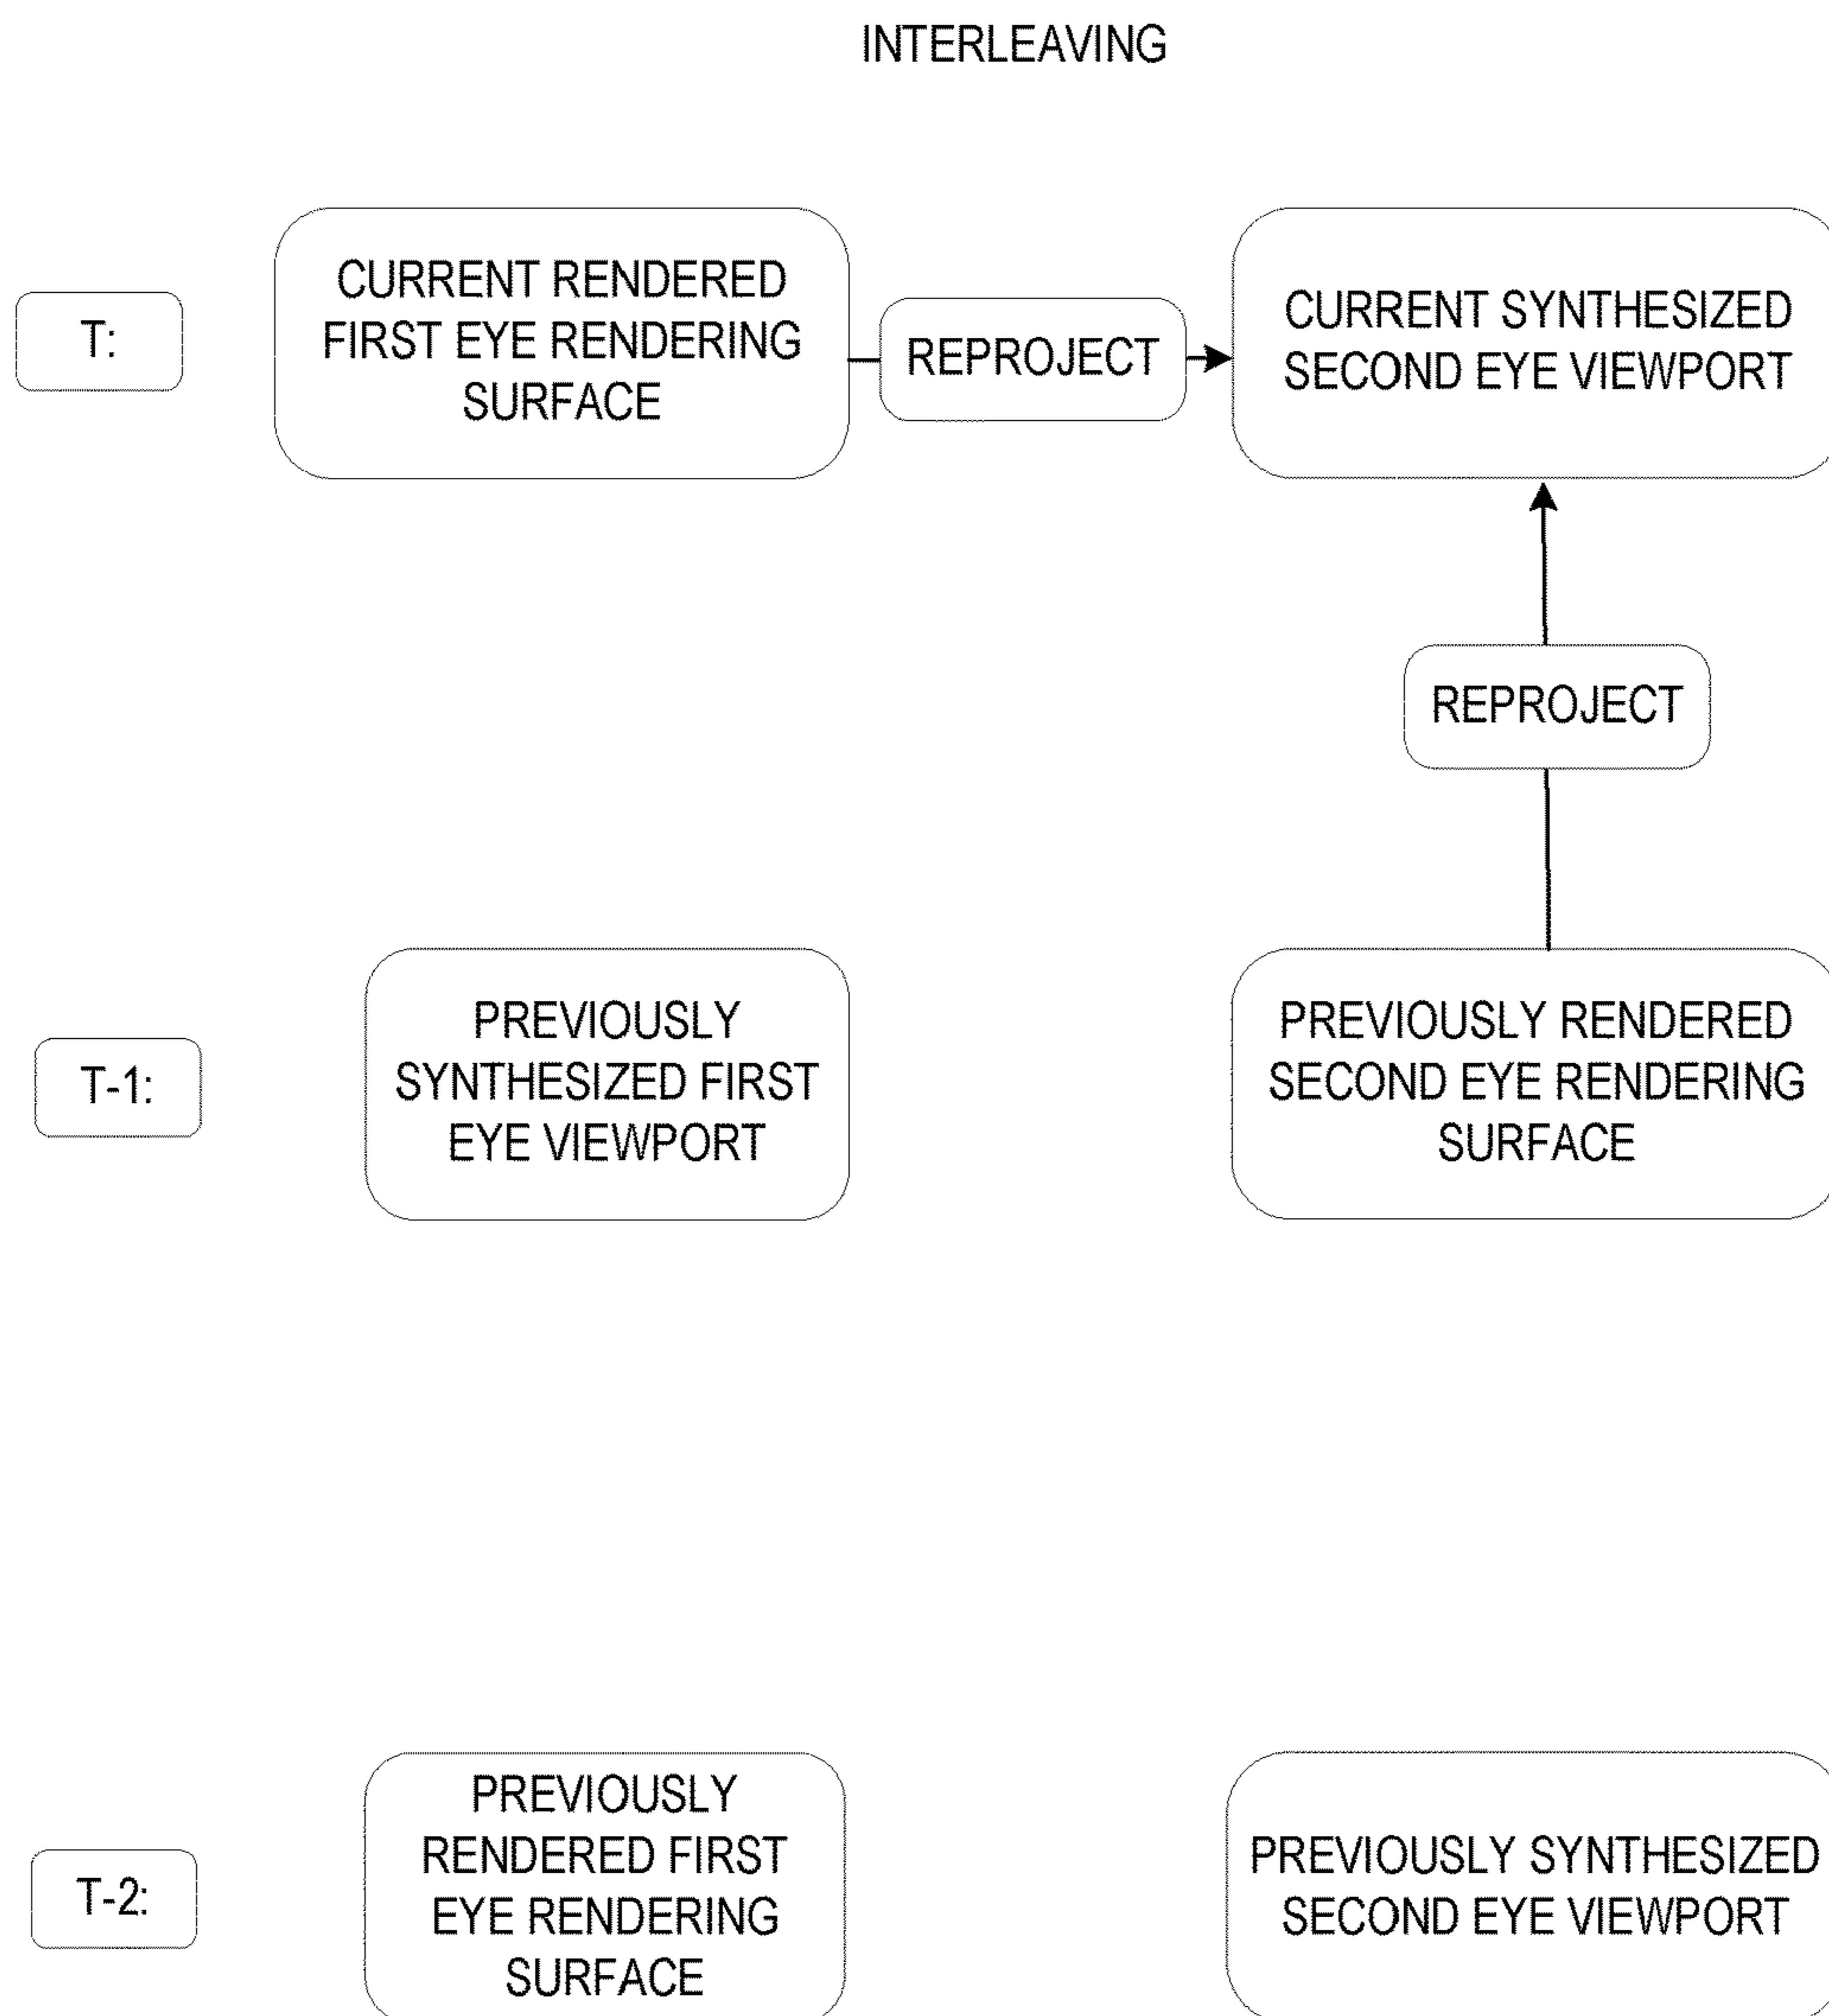 INTERLEAVING
T:
CURRENT RENDERED
FIRST EYE RENDERING
SURFACE
REPROJECT
CURRENT SYNTHESIZED
SECOND EYE VIEWPORT
REPROJECT
T-1:
PREVIOUSLY
SYNTHESIZED FIRST
EYE VIEWPORT
PREVIOUSLY RENDERED
SECOND EYE RENDERING
SURFACE
T-2:
PREVIOUSLY
RENDERED FIRST
EYE RENDERING
SURFACE
PREVIOUSLY SYNTHESIZED
SECOND EYE VIEWPORT